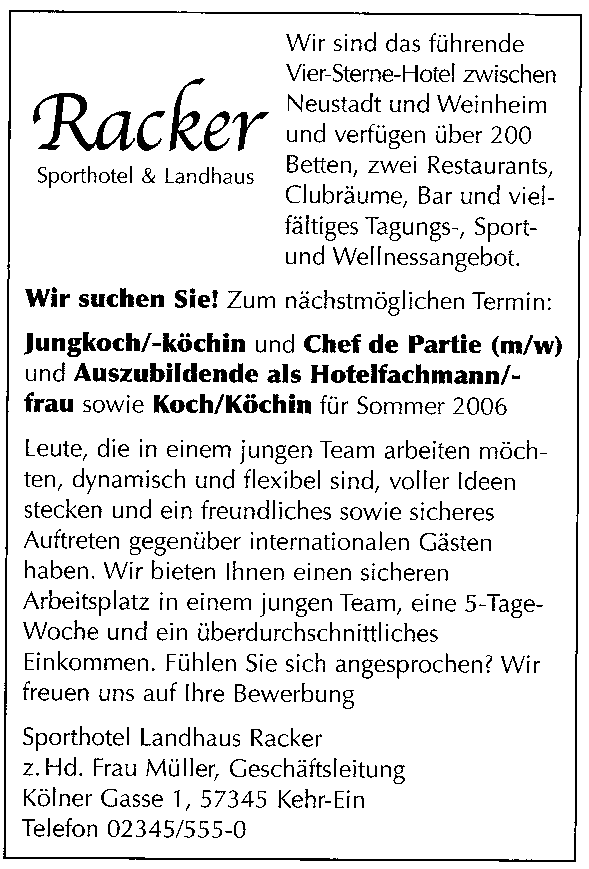 Racker
Sporthotel & Landhaus
Wir sind das führende
Vier-Sterne-Hotel zwischen
Neustadt und Weinheim
und verfügen über 200
Betten, zwei Restaurants,
Clubräume, Bar und viel-
fältiges Tagungs-, Sport-
und Wellnessangebot.
Wir suchen Sie! Zum nächstmöglichen Termin:
Jungkoch/-köchin und Chef de Partie (m/w)
und Auszubildende als Hotelfachmann/-
frau sowie Koch/Köchin für Sommer 2006
Leute, die in einem jungen Team arbeiten möch-
ten, dynamisch und flexibel sind, voller Ideen
stecken und ein freundliches sowie sicheres
Auftreten gegenüber internationalen Gästen
haben. Wir bieten Ihnen einen sicheren
Arbeitsplatz in einem jungen Team, eine 5-Tage-
Woche und ein überdurchschnittliches
Einkommen. Fühlen Sie sich angesprochen? Wir
freuen uns auf Ihre Bewerbung
Sporthotel Landhaus Racker
z. Hd. Frau Müller, Geschäftsleitung
Kölner Gasse 1, 57345 Kehr-Ein
Telefon 02345/555-0